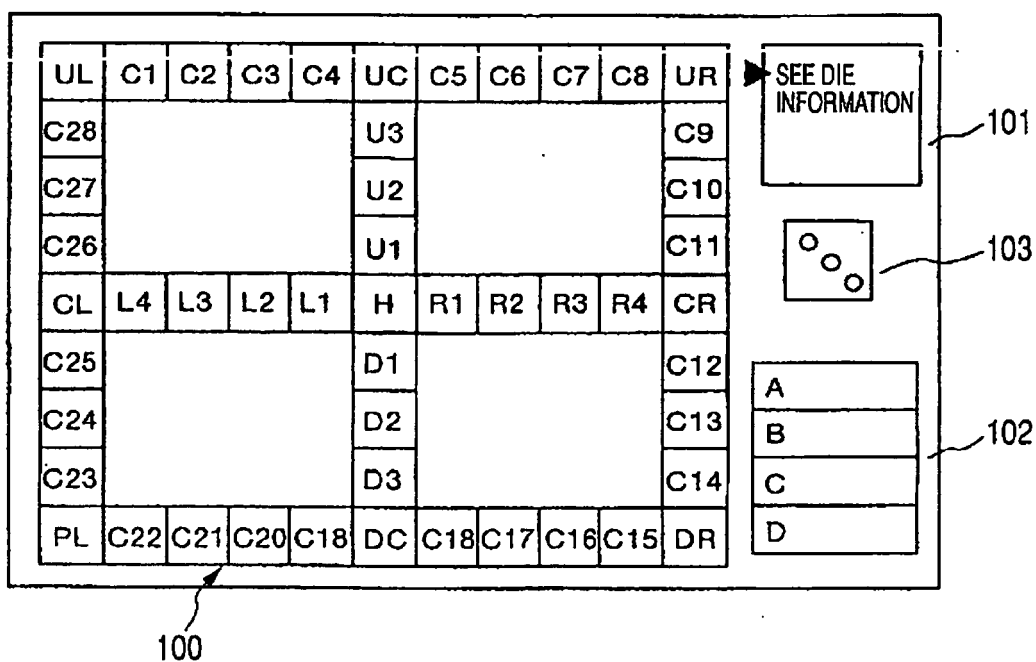 UL C1 C2 C3 C4 UC C5 C6 C7 C8 UR
SEE DIE
INFORMATION
101
C28 U3 C9
C27 U2 C10
C26 U1 C11
103
CL L4 L3 L2 L1 H R1 R2 R3 R4 CR
C25 D1 C12
C24 D2 C13
C23 D3 C14
A
B
102
C
D
PL C22 C21 C20 C18 DC C18 C17 C16 C15 DR
100